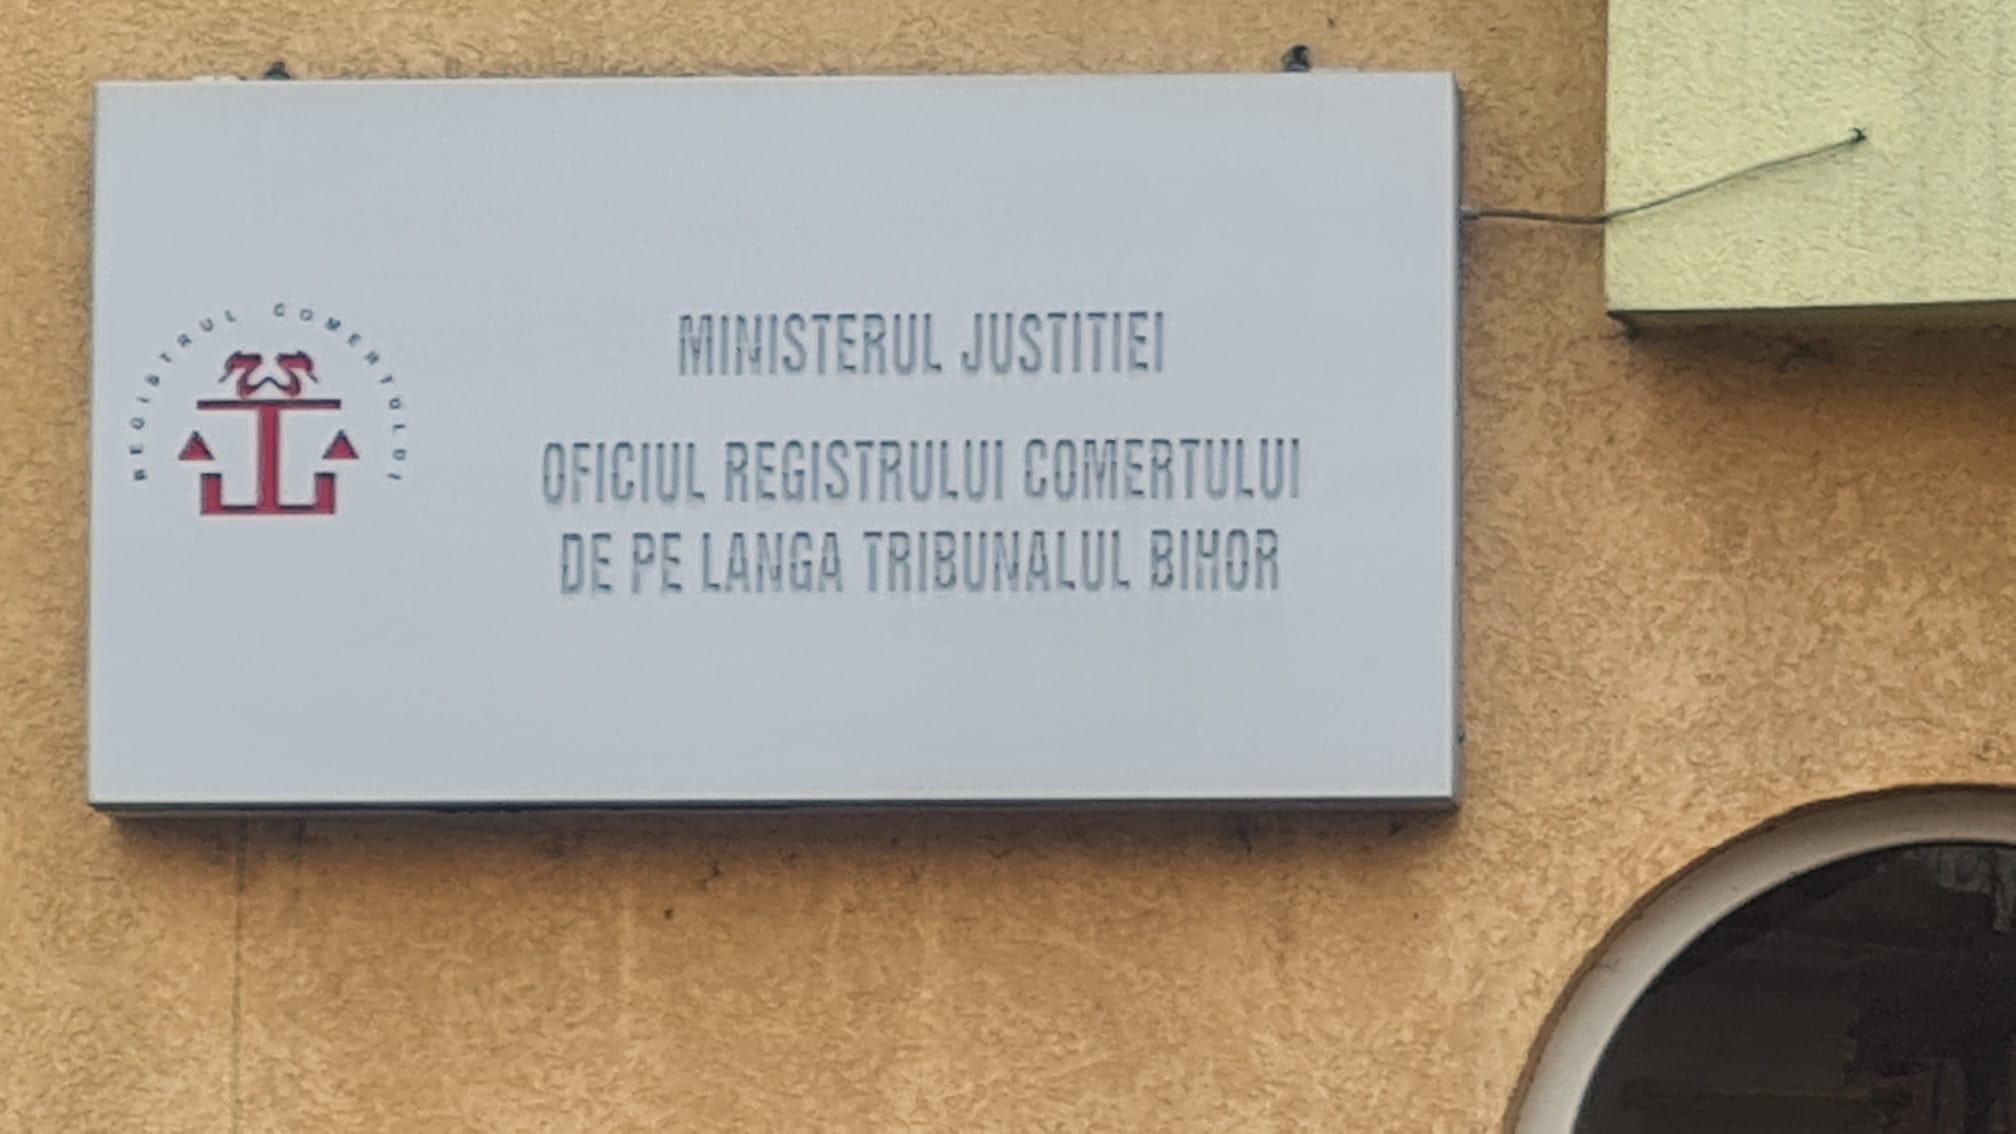 REGISTRUL COMERTULUI
MINISTERUL JUSTITIEI
OFICIUL REGISTRULUI COMERTULUI
DE PE LANGA TRIBUNALUL BIHOR